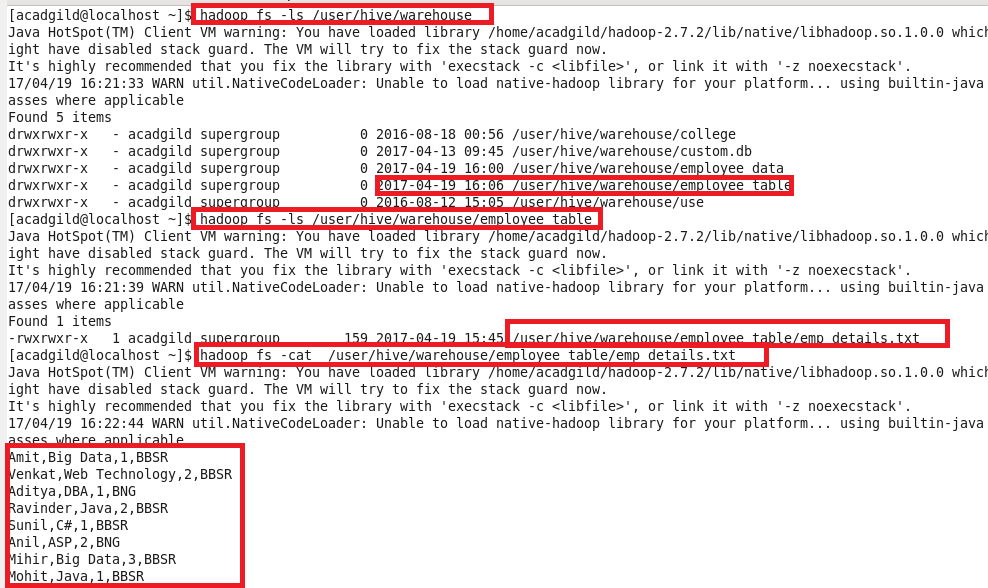 [acadgild@localhost ~]$ hadoop fs -ls /user/hive/warehouse
Java HotSpot(TM) Client VM warning: You have loaded library /home/acadgild/hadoop-2.7.2/lib/native/libhadoop.so.1.0.0 which
ight have disabled stack guard. The VM will try to fix the stack guard now.
It's highly recommended that you fix the library with 'execstack -c <libfile>', or link it with '-z noexecstack'.
17/04/19 16:21:33 WARN util.NativeCodeLoader: Unable to load native-hadoop library for your platform... using builtin-java
asses where applicable
Found 5 items
drwxrwxr-x   - acadgild supergroup          0 2016-08-18 00:56 /user/hive/warehouse/college
drwxrwxr-x   - acadgild supergroup          0 2017-04-13 09:45 /user/hive/warehouse/custom.db
drwxrwxr-x   - acadgild supergroup          0 2017-04-19 16:00 /user/hive/warehouse/employee_data
drwxrwxr-x   - acadgild supergroup          0 2017-04-19 16:06 /user/hive/warehouse/employee_table
drwxrwxr-x   - acadgild supergroup          0 2016-08-12 15:05 /user/hive/warehouse/use
[acadgild@localhost ~]$ hadoop fs -ls /user/hive/warehouse/employee_table
Java HotSpot(TM) Client VM warning: You have loaded library /home/acadgild/hadoop-2.7.2/lib/native/libhadoop.so.1.0.0 which
ight have disabled stack guard. The VM will try to fix the stack guard now.
It's highly recommended that you fix the library with 'execstack -c <libfile>', or link it with '-z noexecstack'.
17/04/19 16:21:39 WARN util.NativeCodeLoader: Unable to load native-hadoop library for your platform... using builtin-java
asses where applicable
Found 1 items
-rwxrwxr-x   1 acadgild supergroup        159 2017-04-19 15:45 /user/hive/warehouse/employee_table/emp_details.txt
[acadgild@localhost ~]$ hadoop fs -cat  /user/hive/warehouse/employee_table/emp_details.txt
Java HotSpot(TM) Client VM warning: You have loaded library /home/acadgild/hadoop-2.7.2/lib/native/libhadoop.so.1.0.0 which
ight have disabled stack guard. The VM will try to fix the stack guard now.
It's highly recommended that you fix the library with 'execstack -c <libfile>', or link it with '-z noexecstack'.
17/04/19 16:22:44 WARN util.NativeCodeLoader: Unable to load native-hadoop library for your platform... using builtin-java
asses where applicable
Amit,Big Data,1,BBSR
Venkat,Web Technology,2,BBSR
Aditya,DBA,1,BNG
Ravinder,Java,2,BBSR
Sunil,C#,1,BBSR
Anil,ASP,2,BNG
Mihir,Big Data,3,BBSR
Mohit,Java,1,BBSR